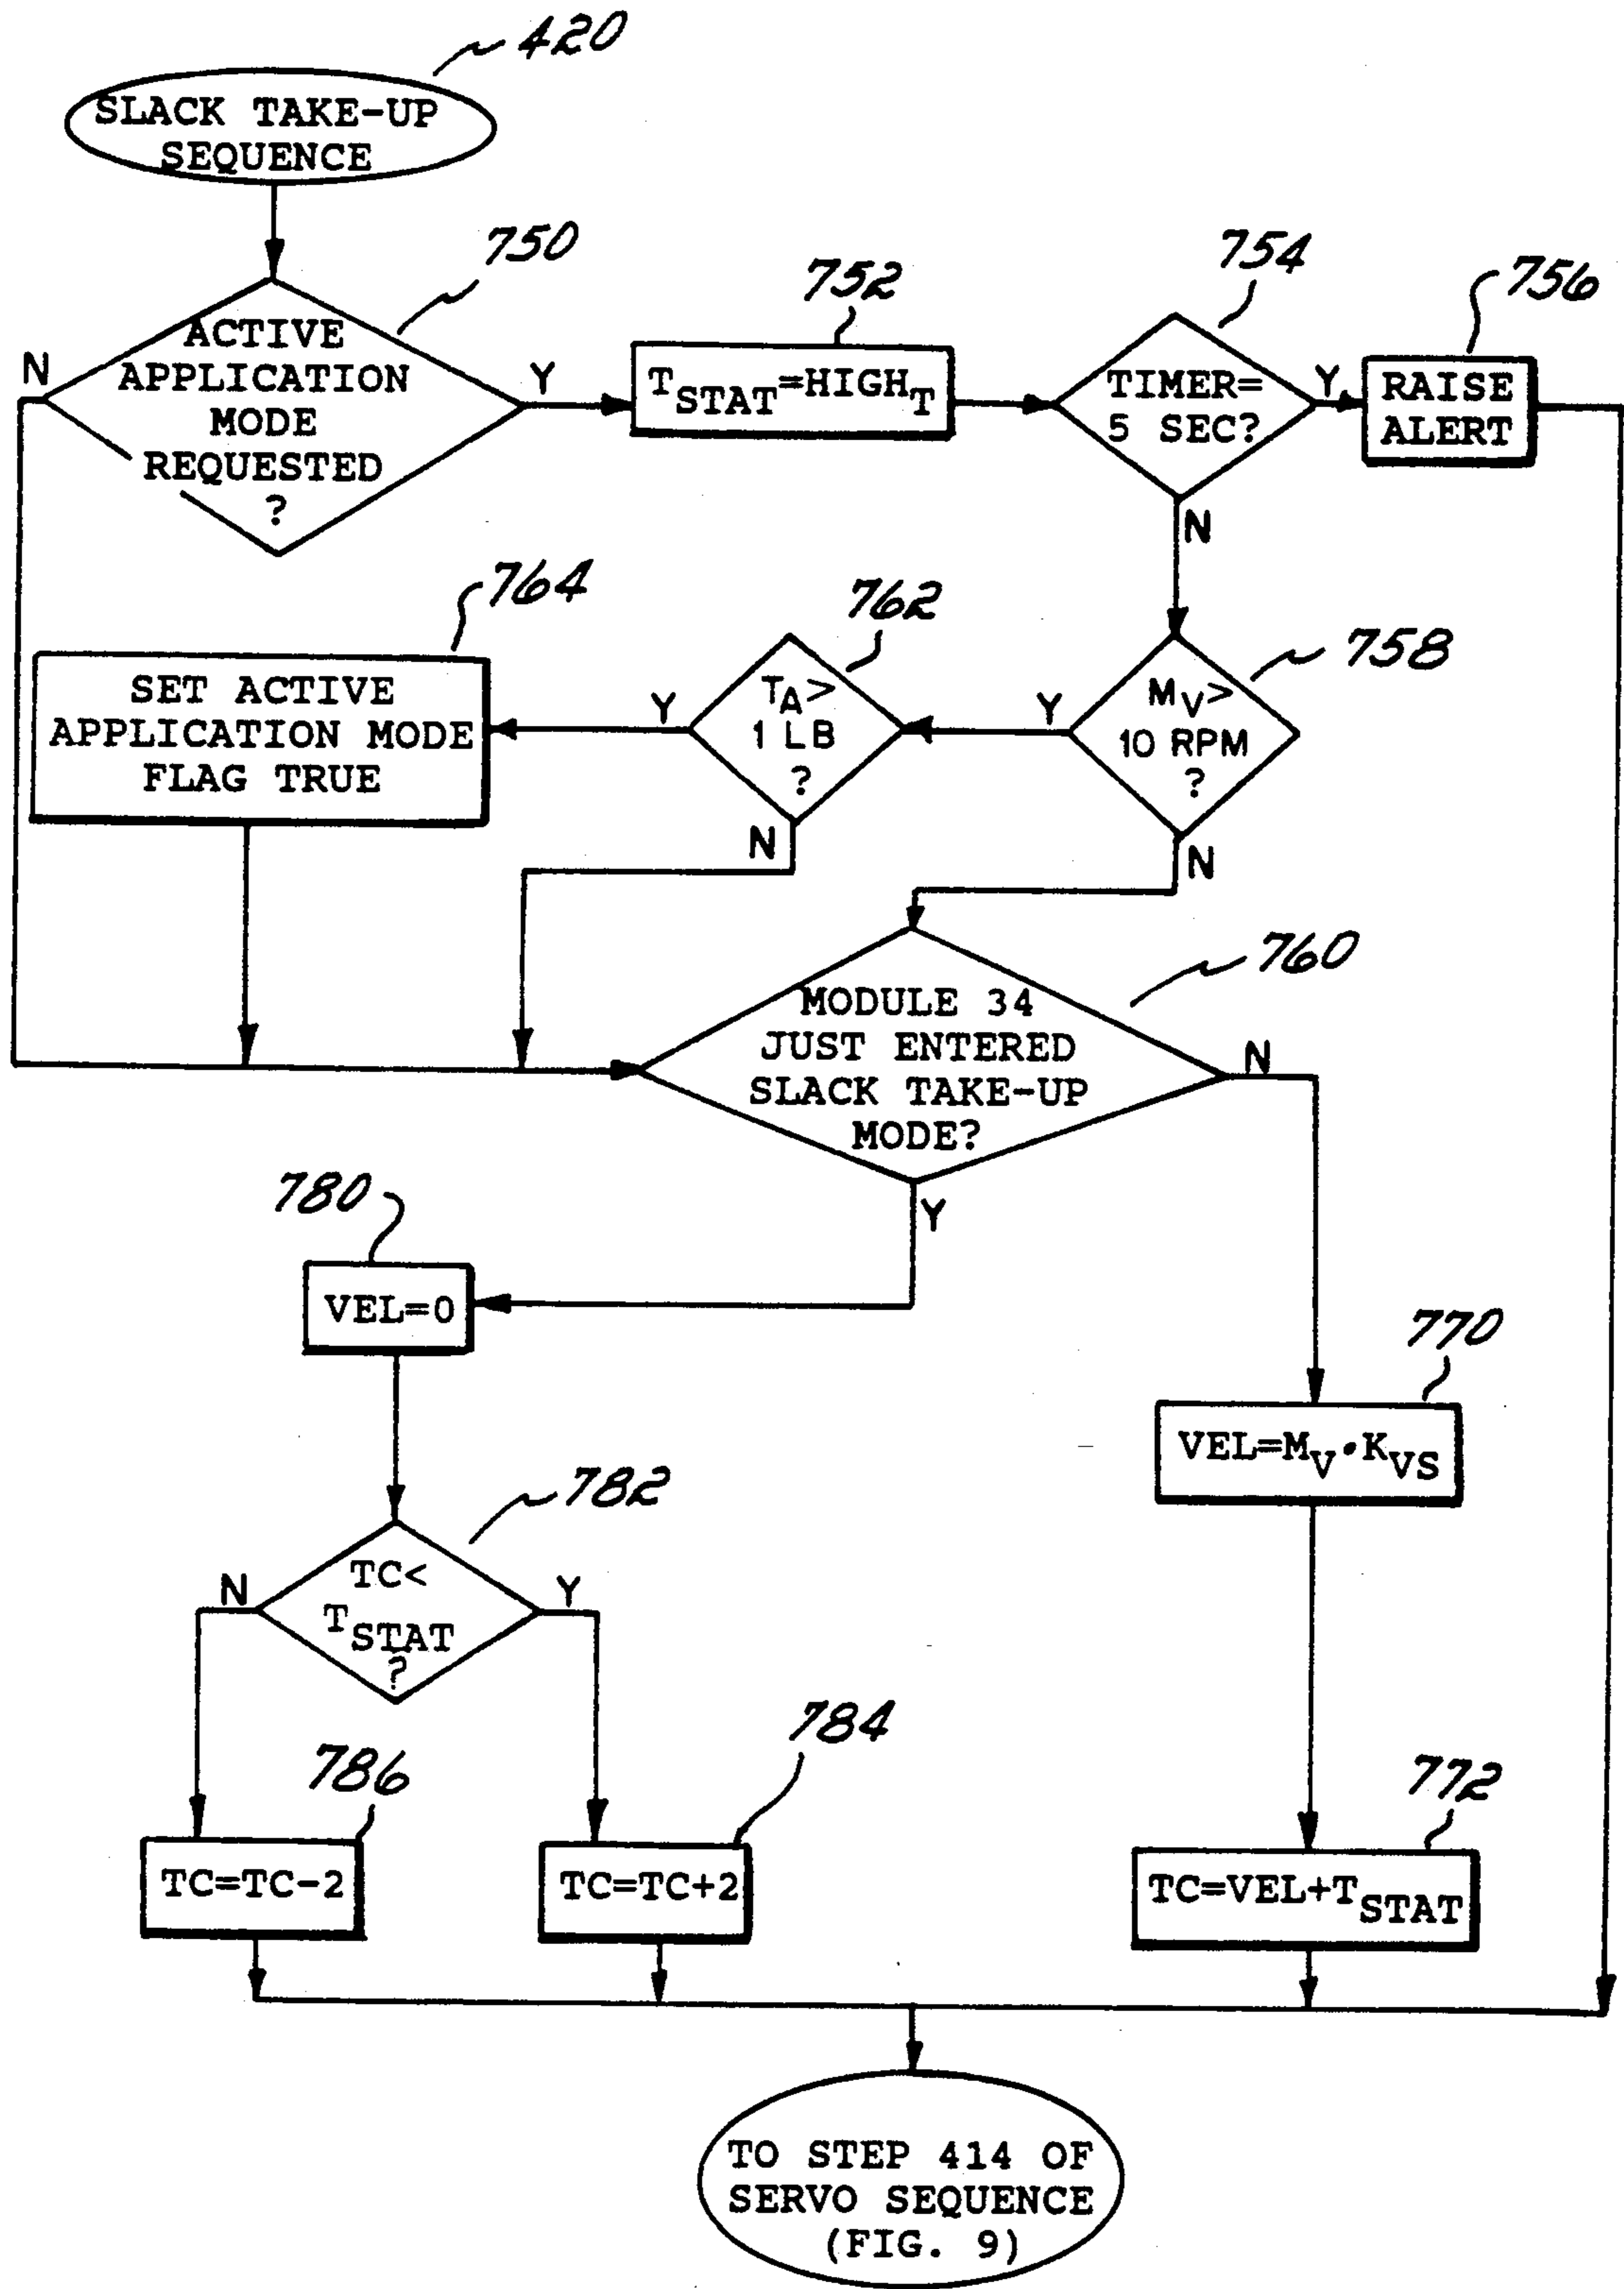 420
SLACK TAKE-UP
SEQUENCE
750
ACTIVE
APPLICATION
MODE
REQUESTED
?
N
Y
752
TSTAT=HIGHT
754
TIMER=
5 SEC?
Y
N
756
RAISE
ALERT
764
SET ACTIVE
APPLICATION MODE
FLAG TRUE
762
TA>
1 LB
?
Y
N
758
MV>
10 RPM
?
Y
N
760
MODULE 34
JUST ENTERED
SLACK TAKE-UP
MODE?
N
Y
780
VEL=0
770
VEL=MV•KVS
782
TC<
TSTAT
?
N
Y
786
TC=TC-2
784
TC=TC+2
772
TC=VEL+TSTAT
TO STEP 414 OF
SERVO SEQUENCE
(FIG. 9)